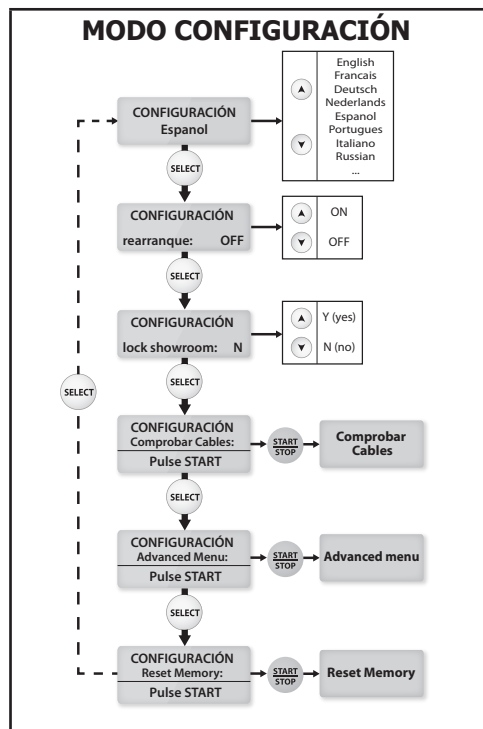 MODO CONFIGURACIÓN
CONFIGURACIÓN
Espanol
English
Francais
Deutsch
Nederlands
Espanol
Portugues
Italiano
Russian
...
SELECT
CONFIGURACIÓN
rearranque: OFF
ON
OFF
SELECT
CONFIGURACIÓN
lock showroom: N
Y (yes)
N (no)
SELECT
SELECT
CONFIGURACIÓN
Comprobar Cables:
Pulse START
START
STOP
Comprobar
Cables
SELECT
CONFIGURACIÓN
Advanced Menu:
Pulse START
START
STOP
Advanced menu
SELECT
CONFIGURACIÓN
Reset Memory:
Pulse START
START
STOP
Reset Memory